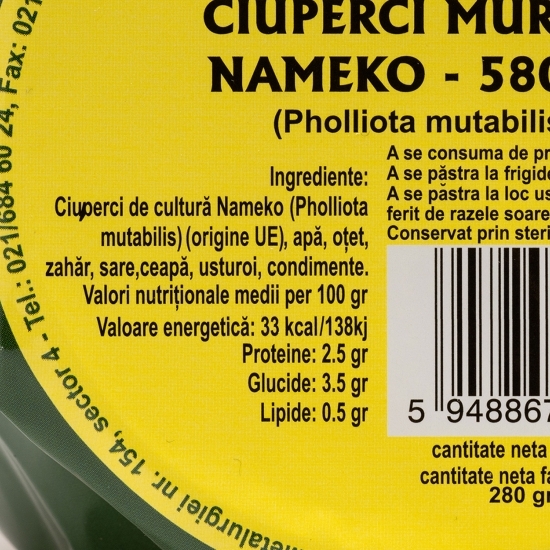 CIUPERCI MUR
NAMEKO - 580
(Pholliota mutabilis
Ingrediente:
Ciuperci de cultură Nameko (Pholliota
mutabilis) (origine UE), apă, oțet,
zahăr, sare,ceapă, usturoi, condimente.
Valori nutriționale medii per 100 gr
Valoare energetică: 33 kcal/138kj
Proteine: 2.5 gr
Glucide: 3.5 gr
Lipide: 0.5 gr
A se consuma de pr
A se păstra la frigide
A se păstra la loc us
ferit de razele soare
Conservat prin steri
5 948867
cantitate neta
cantitate neta fa
280 gr
metalurgiei nr. 154, sector 4 - Tel.: 021/684 60 24, Fax: 021